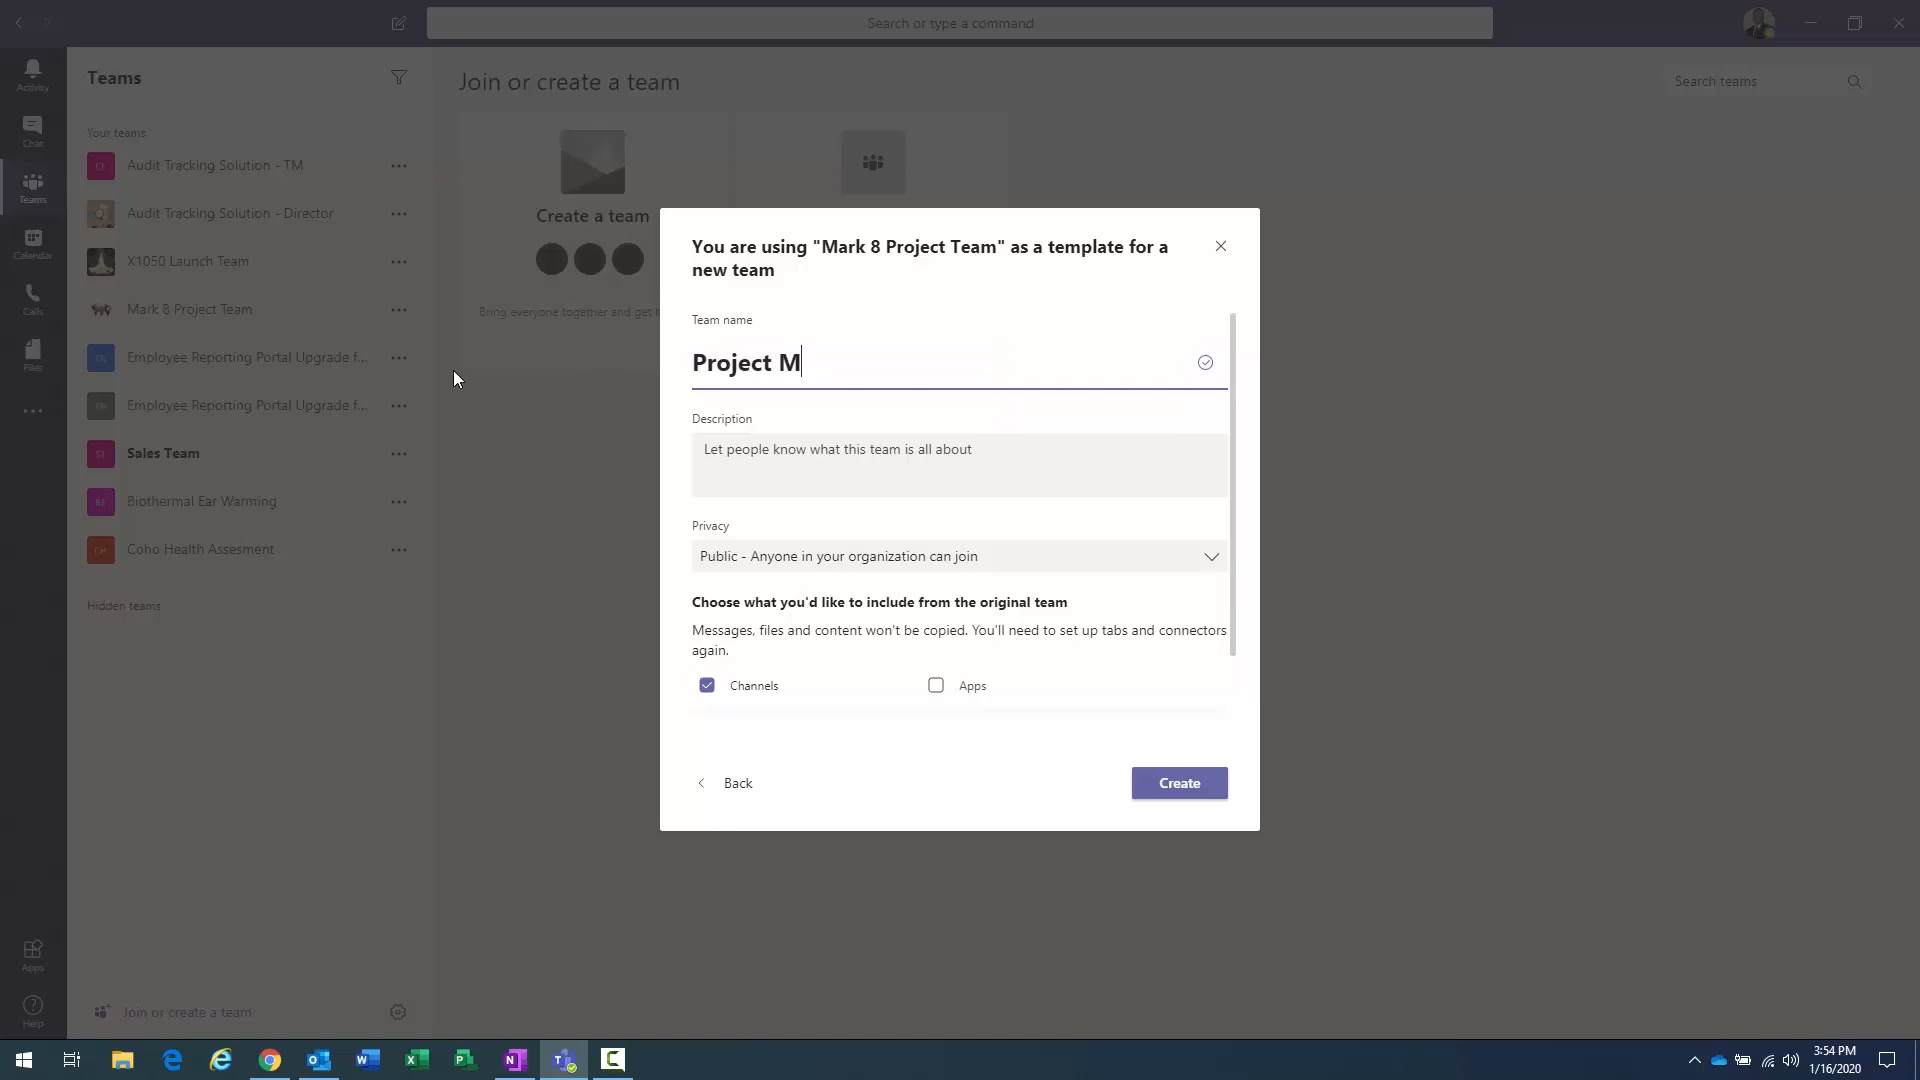 Search or type a command
Activity
Chat
Teams
Calendar
Calls
Files
Apps
Help
Teams
Your teams
Audit Tracking Solution - TM
Audit Tracking Solution - Director
X1050 Launch Team
Mark 8 Project Team
Employee Reporting Portal Upgrade f...
Employee Reporting Portal Upgrade f...
Sales Team
Biothermal Ear Warming
Coho Health Assesment
Hidden teams
Join or create a team
Join or create a team
Search teams
Create a team
Bring everyone together and get
You are using "Mark 8 Project Team" as a template for a
new team
Team name
Project M
Description
Let people know what this team is all about
Privacy
Public - Anyone in your organization can join
Choose what you'd like to include from the original team
Messages, files and content won't be copied. You'll need to set up tabs and connectors
again.
Channels
Apps
Back
Create
3:54 PM
1/16/2020